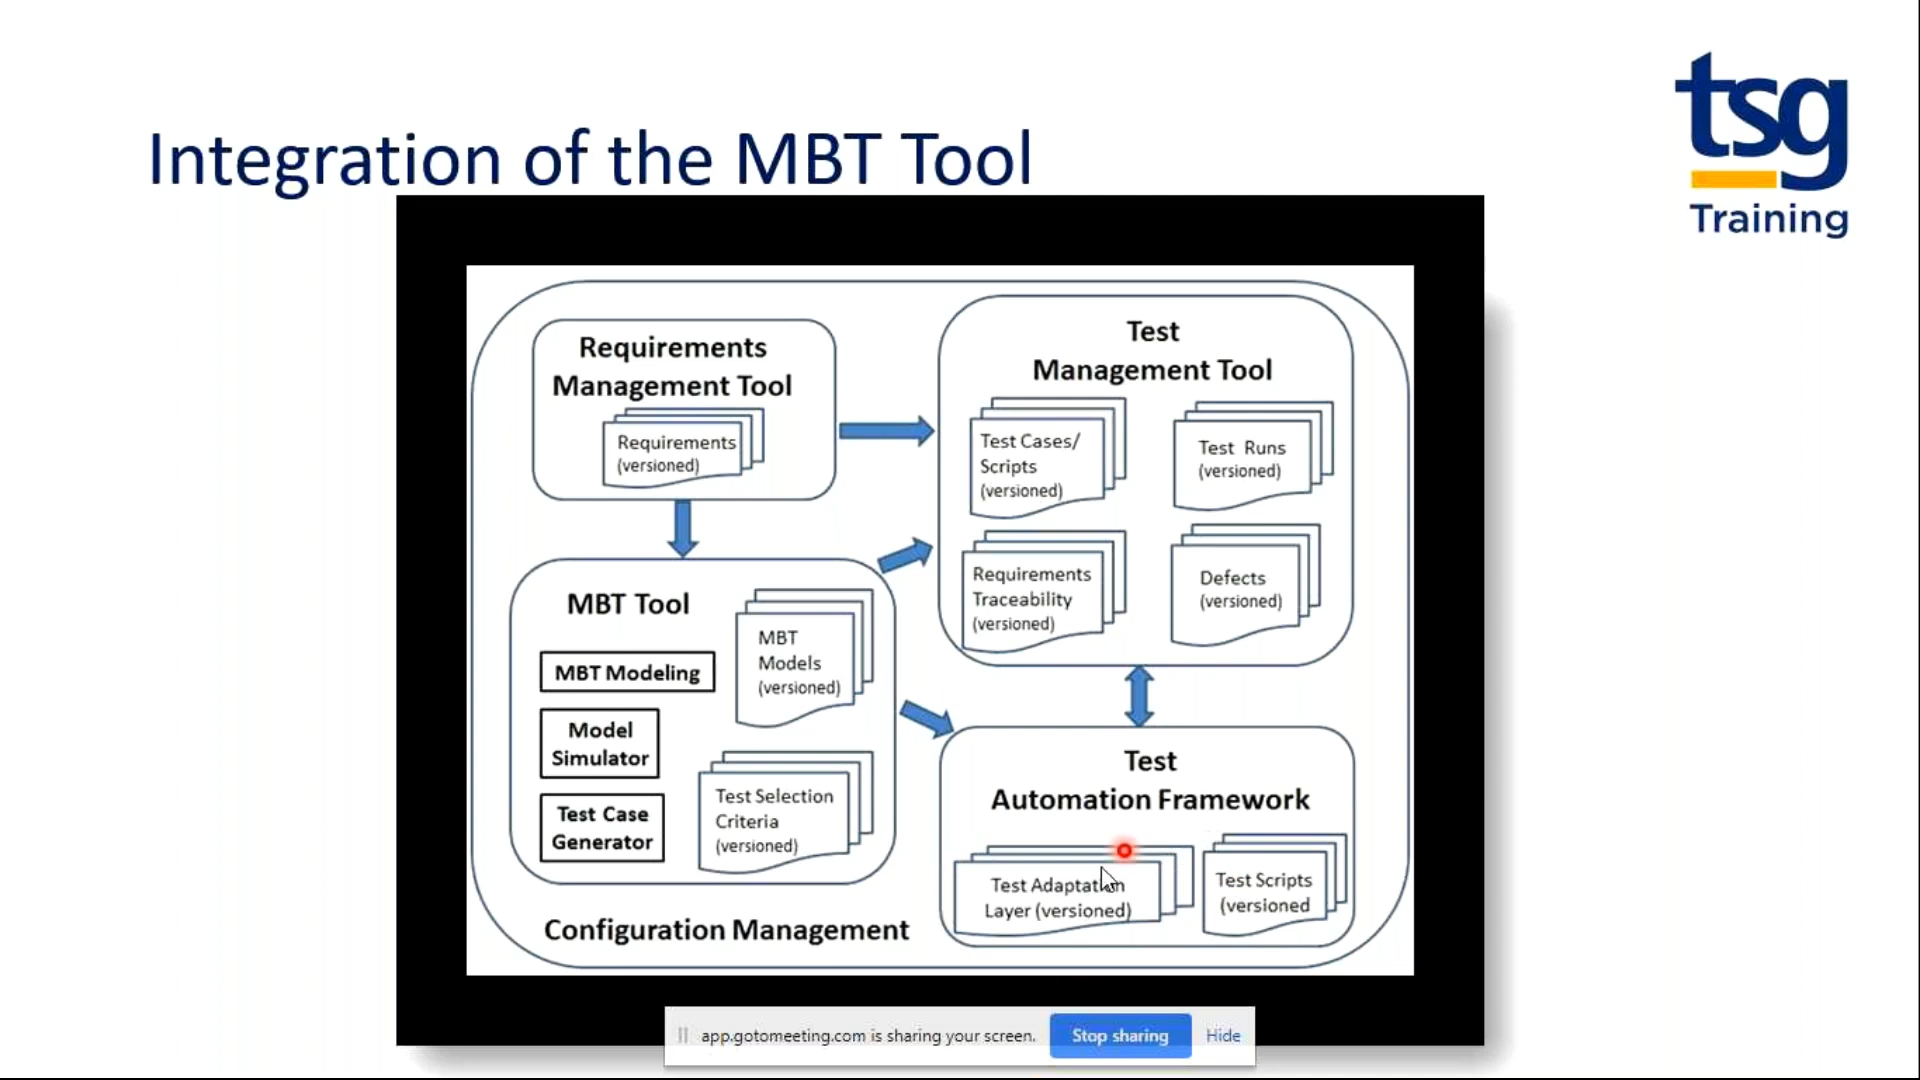 Integration of the MBT Tool
tsg
Training
Requirements
Management Tool
Requirements
(versioned)
Test
Management Tool
Test Cases/
Scripts
(versioned)
Test Runs
(versioned)
Requirements
Traceability
(versioned)
Defects
(versioned)
MBT Tool
MBT Modeling
Model
Simulator
Test Case
Generator
MBT
Models
(versioned)
Test Selection
Criteria
(versioned)
Test
Automation Framework
Test Adaptation
Layer (versioned)
Test Scripts
(versioned
Configuration Management
app.gotomeeting.com is sharing your screen.
Stop sharing
Hide